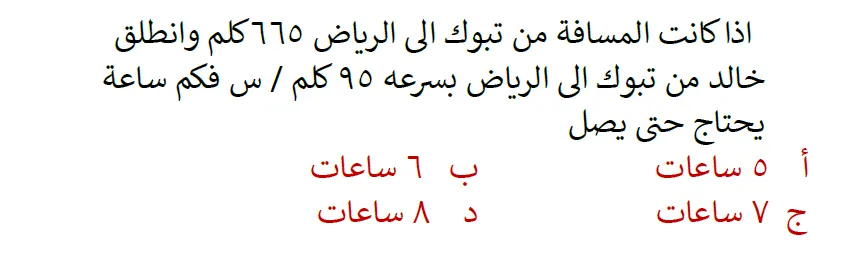 اذا كانت المسافة من تبوك الى الرياض ٦٦٥كلم وانطلق
خالد من تبوك الى الرياض بسرعه ٩٥ كلم / س فكم ساعة
يحتاج حتى يصل
أ ٥ ساعات ب ٦ ساعات
ج ٧ ساعات د ٨ ساعات